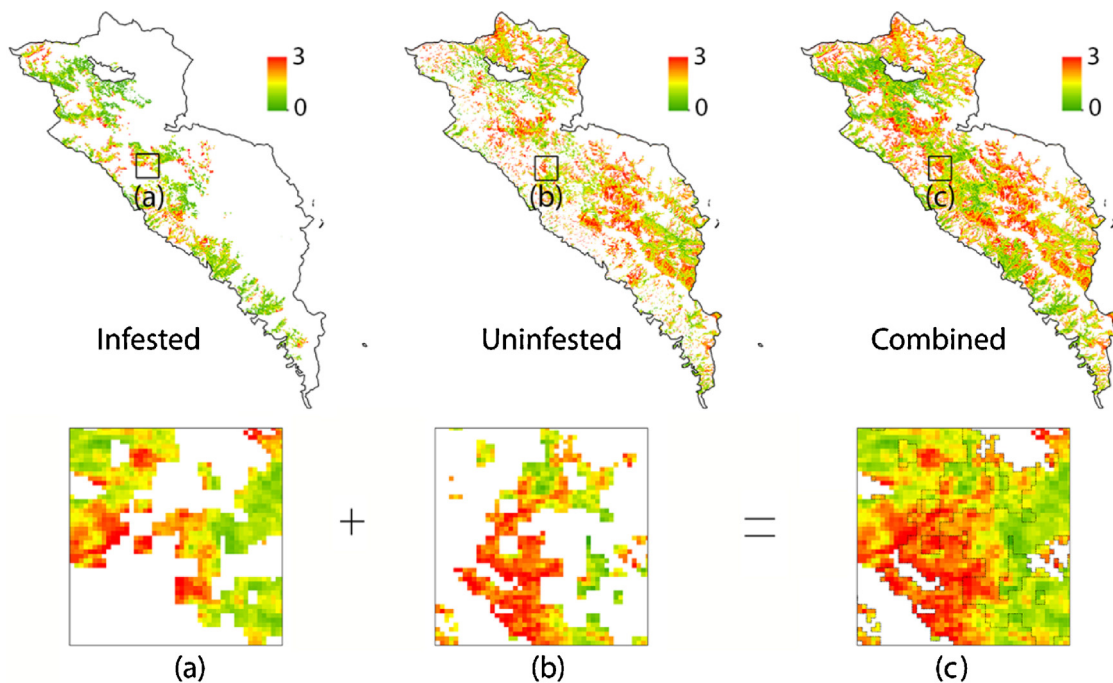 3
0
(a)
Infested
3
0
(b)
Uninfested
3
0
(c)
Combined
+
=
(a)
(b)
(c)